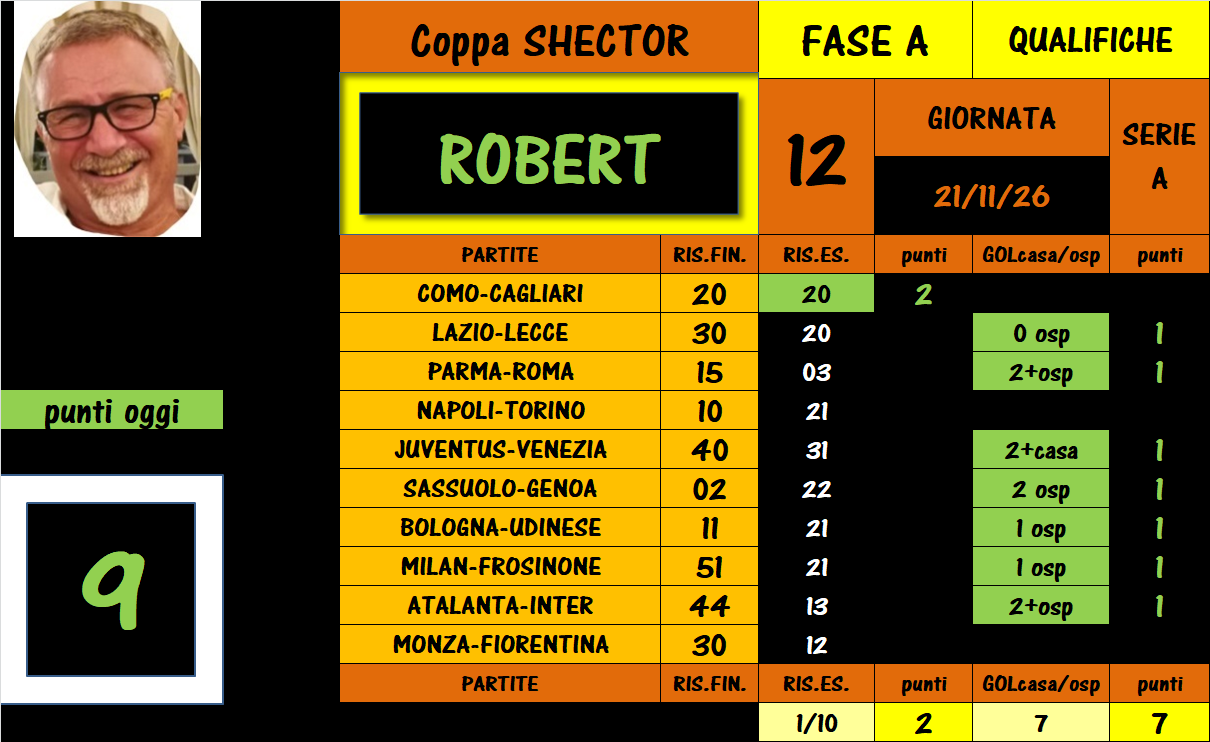 Coppa SHECTOR FASE A QUALIFICHE
ROBERT 12 GIORNATA SERIE A
21/11/26
PARTITE RIS.FIN. RIS.ES. punti GOLcasa/osp punti
COMO-CAGLIARI 20 20 2
LAZIO-LECCE 30 20 0 osp 1
PARMA-ROMA 15 03 2+osp 1
NAPOLI-TORINO 10 21
punti oggi
JUVENTUS-VENEZIA 40 31 2+casa 1
SASSUOLO-GENOA 02 22 2 osp 1
BOLOGNA-UDINESE 11 21 1 osp 1
9
MILAN-FROSINONE 51 21 1 osp 1
ATALANTA-INTER 44 13 2+osp 1
MONZA-FIORENTINA 30 12
PARTITE RIS.FIN. RIS.ES. punti GOLcasa/osp punti
1/10 2 7 7